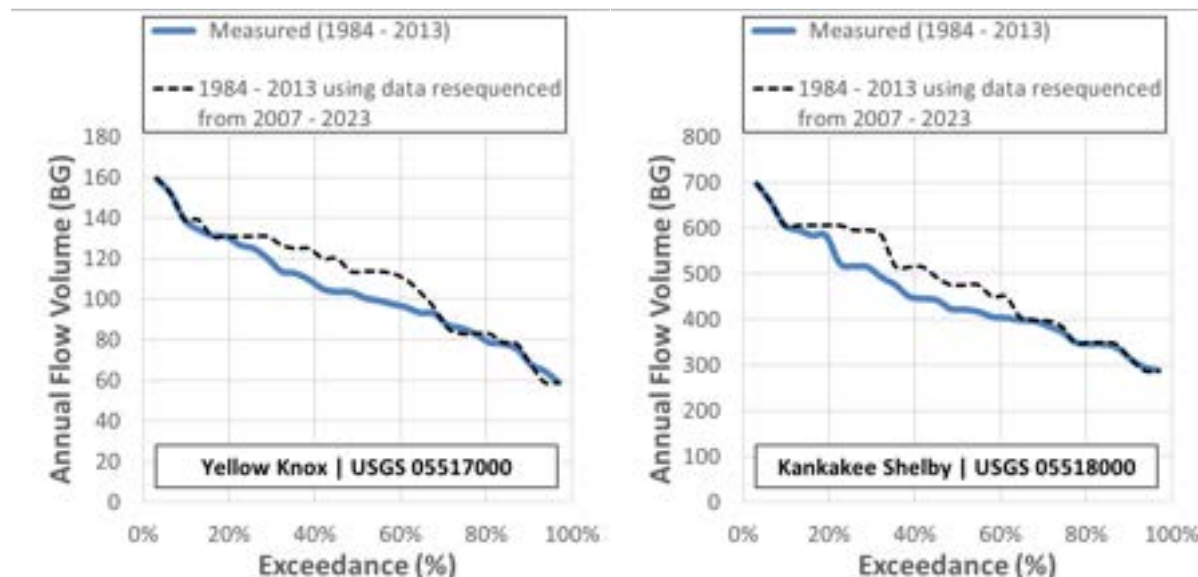 Measured (1984 - 2013)
1984 - 2013 using data resequenced
from 2007 - 2023
180
160
140
120
100
80
60
40
20
0
Annual Flow Volume (BG)
Yellow Knox | USGS 05517000
0%
20%
40%
60%
80%
100%
Exceedance (%)
Measured (1984 - 2013)
1984 - 2013 using data resequenced
from 2007 - 2023
800
700
600
500
400
300
200
100
0
Annual Flow Volume (BG)
Kankakee Shelby | USGS 05518000
0%
20%
40%
60%
80%
100%
Exceedance (%)